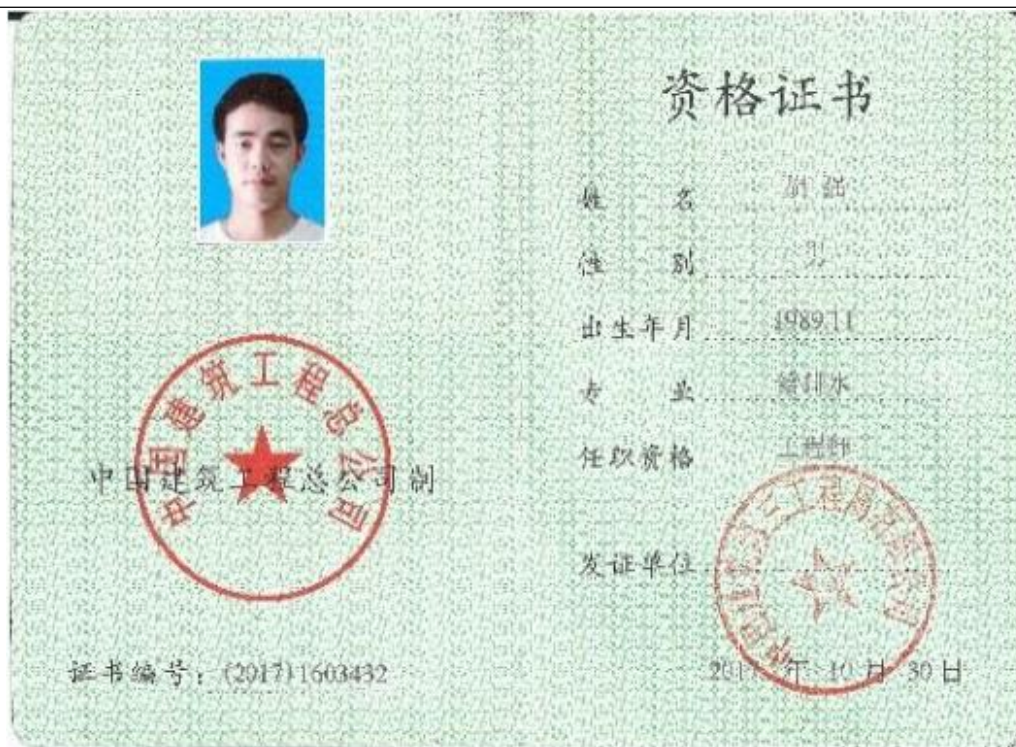 中国建筑工程总公司
中国建筑工程总公司制
证书编号：(2017)1603432
资格证书
姓 名
性 别 男
出生年月 1989.11
专 业 给排水
任职资格 工程师
发证单位
年 10 月 30 日